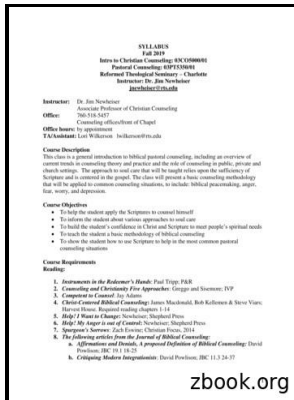 SYLLABUS
Fall 2019
Intro to Christian Counseling: 03CO5000/01
Pastoral Counseling: 03PT5350/01
Reformed Theological Seminary – Charlotte
Instructor: Dr. Jim Newheiser
jnewheiser@rts.edu
Instructor: Dr. Jim Newheiser
Associate Professor of Christian Counseling
Office: 760-518-5457
Counseling offices/front of Chapel
Office hours: by appointment
TA/Assistant: Lori Wilkerson lwilkerson@rts.edu
Course Description
This class is a general introduction to biblical pastoral counseling, including an overview of
current trends in counseling theory and practice and the role of counseling in public, private and
church settings. The approach to soul care that will be taught relies upon the sufficiency of
Scripture and is centered in the gospel. The class will present a basic counseling methodology
that will be applied to common counseling situations, to include: biblical peacemaking, anger,
fear, worry, and depression.
Course Objectives
• To help the student apply the Scriptures to counsel himself
• To inform the student about various approaches to soul care
• To build the student's confidence in Christ and Scripture to meet people's spiritual needs
• To teach the student a basic methodology of biblical counseling
• To show the student how to use Scripture to help in the most common pastoral
counseling situations
Course Requirements
Reading:
1. Instruments in the Redeemer's Hands: Paul Tripp; P&R
2. Counseling and Christianity Five Approaches: Greggo and Sisemore; IVP
3. Competent to Counsel: Jay Adams
4. Christ-Centered Biblical Counseling: James Macdonald, Bob Kellemen & Steve Viars;
Harvest House. Required reading chapters 1-14
5. Help! I Want to Change: Newheiser; Shepherd Press
6. Help! My Anger is out of Control: Newheiser; Shepherd Press
7. Spurgeon's Sorrows: Zach Eswine; Christian Focus, 2014
8. The following articles from the Journal of Biblical Counseling:
a. Affirmations and Denials, A proposed Definition of Biblical Counseling: David
Powlison; JBC 19.1 18-25
b. Critiquing Modern Integrationists: David Powlison; JBC 11.3 24-37
zbook.org